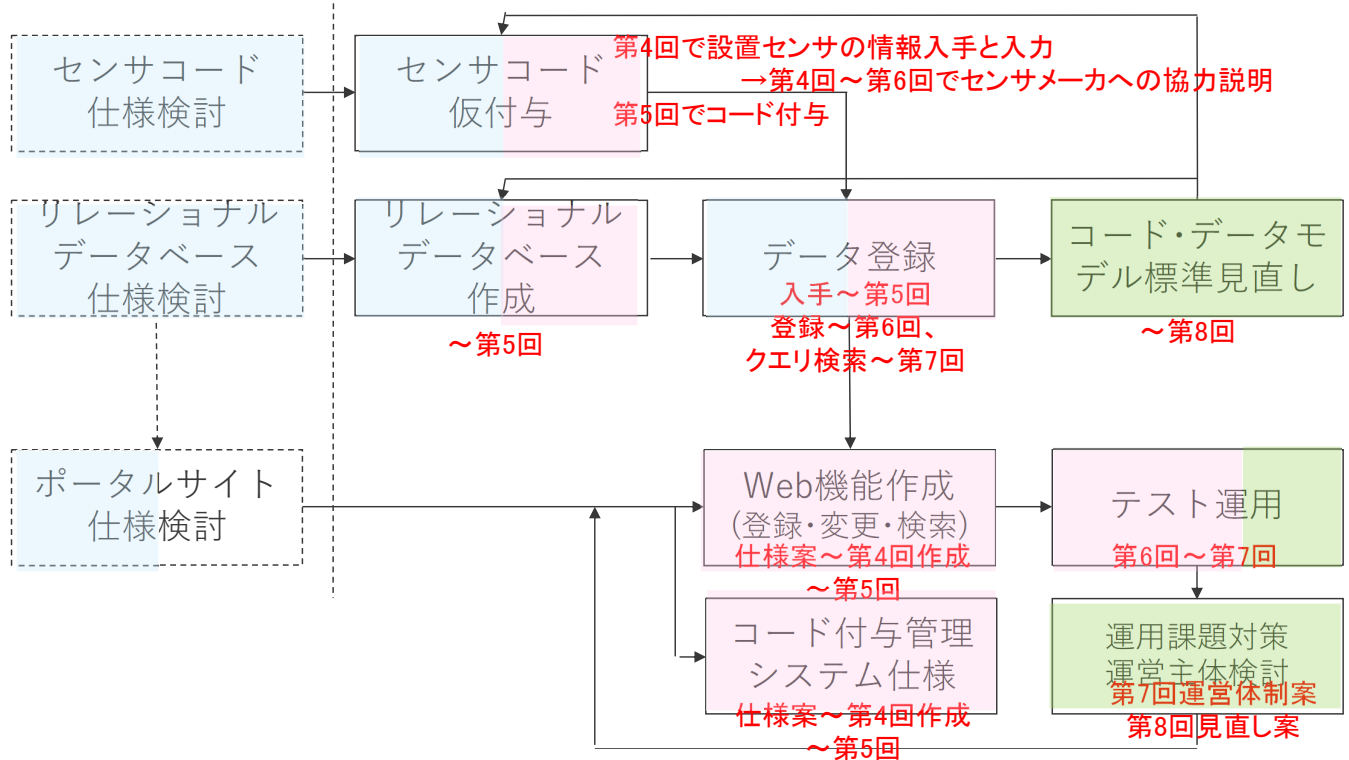 センサコード
仕様検討
センサコード
仮付与
第4回で設置センサの情報入手と入力
→第4回～第6回でセンサメーカへの協力説明
第5回でコード付与
リレーショナル
データベース
仕様検討
リレーショナル
データベース
作成
～第5回
データ登録
入手～第5回
登録～第6回、
クエリ検索～第7回
コード・データモ
デル標準見直し
～第8回
ポータルサイト
仕様検討
Web機能作成
(登録・変更・検索)
仕様案～第4回作成
～第5回
テスト運用
第6回～第7回
コード付与管理
システム仕様
仕様案～第4回作成
～第5回
運用課題対策
運営主体検討
第7回運営体制案
第8回見直し案